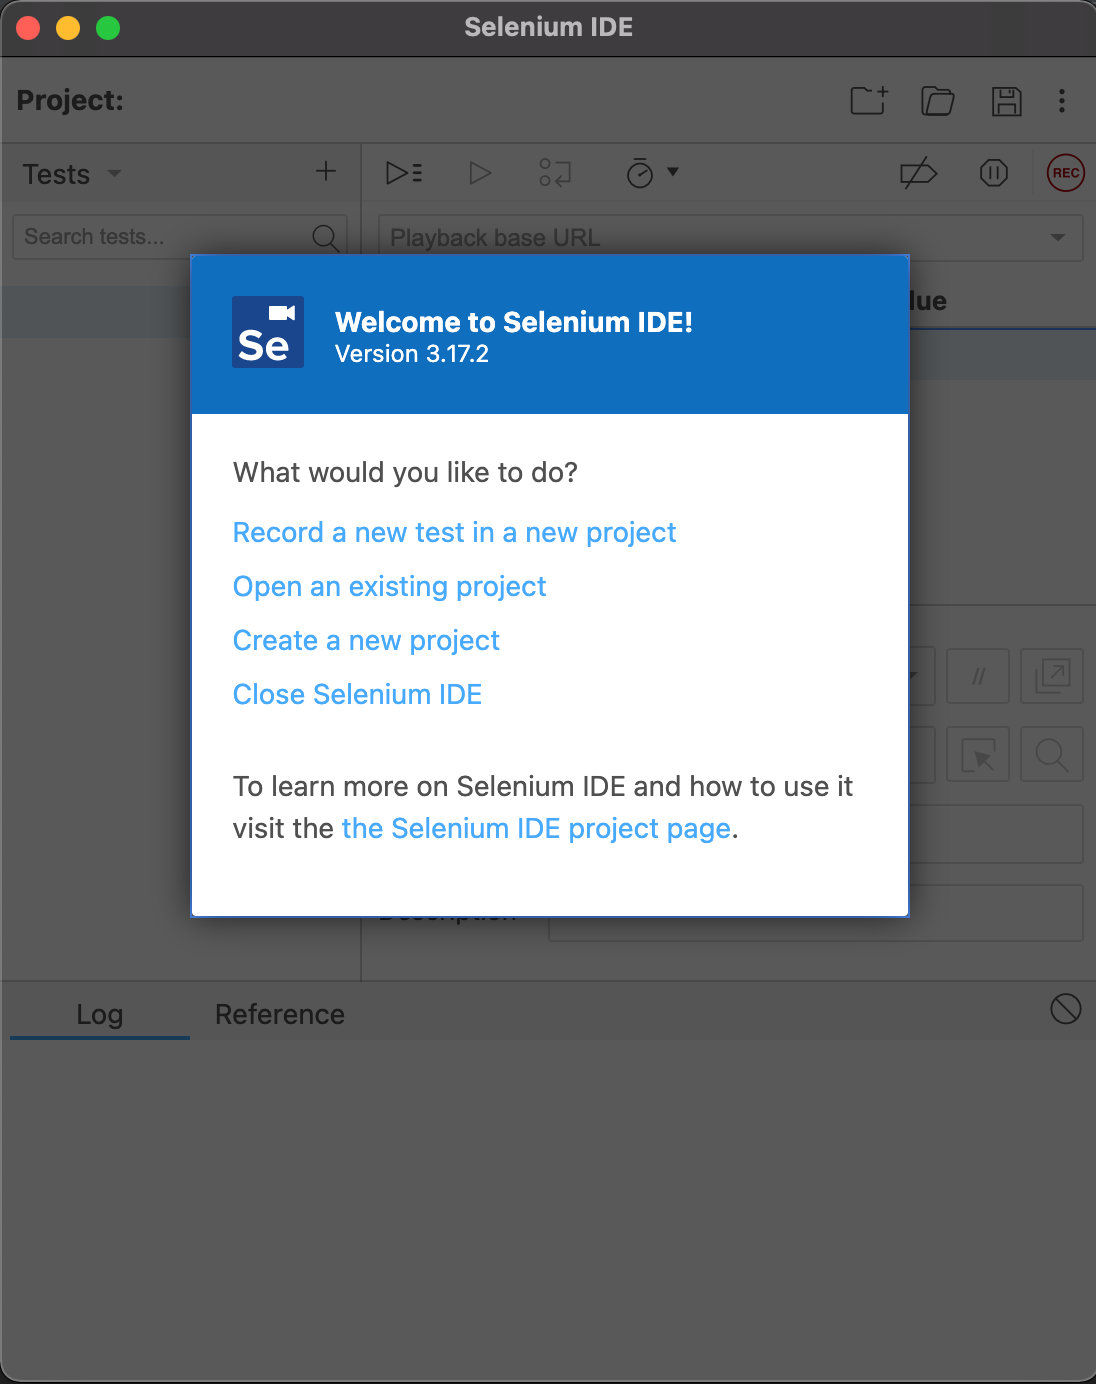 Selenium IDE
Project:
Tests
REC
Search tests...
Playback base URL
lue
Se
Welcome to Selenium IDE!
Version 3.17.2
What would you like to do?
Record a new test in a new project
Open an existing project
Create a new project
Close Selenium IDE
//
To learn more on Selenium IDE and how to use it
visit the the Selenium IDE project page.
Description
Log
Reference